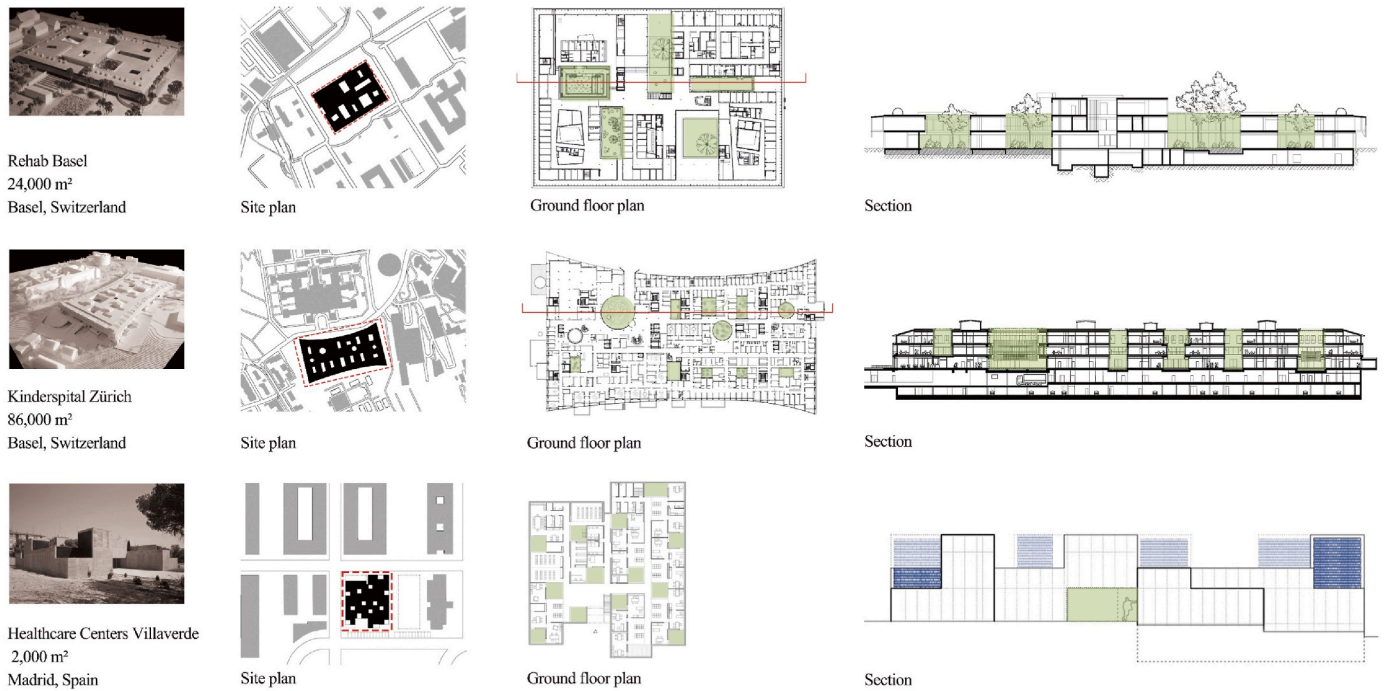 Rehab Basel
24,000 m²
Basel, Switzerland
Site plan
Ground floor plan
Section
Kinderspital Zürich
86,000 m²
Basel, Switzerland
Site plan
Ground floor plan
Section
Healthcare Centers Villaverde
2,000 m²
Madrid, Spain
Site plan
Ground floor plan
Section